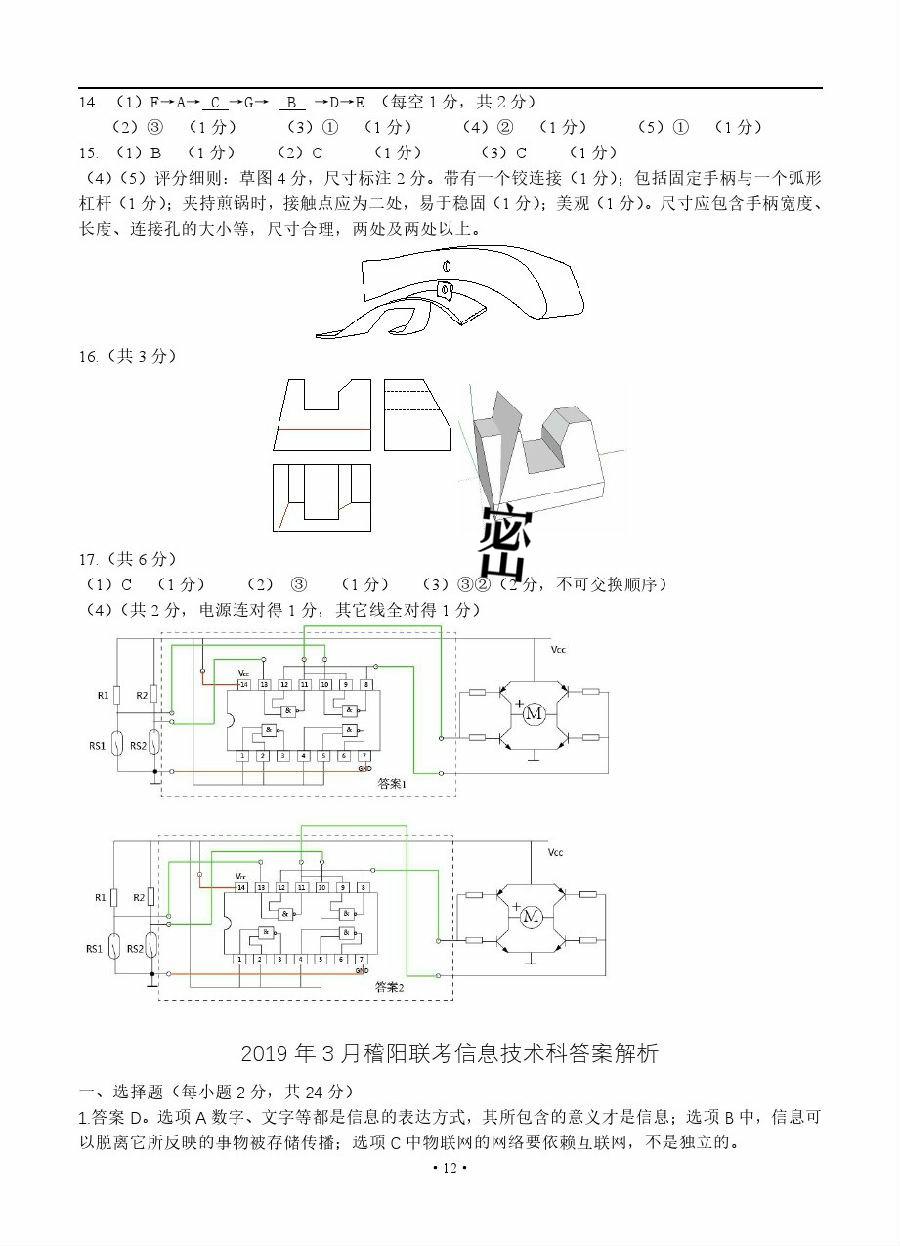 14 （1）F→A→ C →G→ B →D→E （每空 1 分，共 2 分）
（2）③ （1 分） （3）① （1 分） （4）② （1 分） （5）① （1 分）
15. （1）B （1 分） （2）C （1 分） （3）C （1 分）
（4）（5）评分细则：草图 4 分，尺寸标注 2 分。带有一个铰连接（1 分）；包括固定手柄与一个弧形
杠杆（1 分）；夹持煎锅时，接触点应为二处，易于稳固（1 分）；美观（1 分）。尺寸应包含手柄宽度、
长度、连接孔的大小等，尺寸合理，两处及两处以上。
C
16.（共 3 分）
密
17.（共 6 分）
（1）C （1 分） （2） ③ （1 分） （3）③②（2 分，不可交换顺序）
（4）（共 2 分，电源连对得 1 分；其它线全对得 1 分）
Vcc
Vcc
14 13 12 11 10 9 8
R1 R2
& &
+ M
& &
RS1 RS2
1 2 3 4 5 6 7
GND
答案1
Vcc
Vcc
14 13 12 11 10 9 8
R1 R2
& &
+ M
& &
RS1 RS2
1 2 3 4 5 6 7
GND
答案2
2019 年 3 月稽阳联考信息技术科答案解析
一、选择题（每小题 2 分，共 24 分）
1.答案 D。选项 A 数字、文字等都是信息的表达方式，其所包含的意义才是信息；选项 B 中，信息可
以脱离它所反映的事物被存储传播；选项 C 中物联网的网络要依赖互联网，不是独立的。
· 12 ·